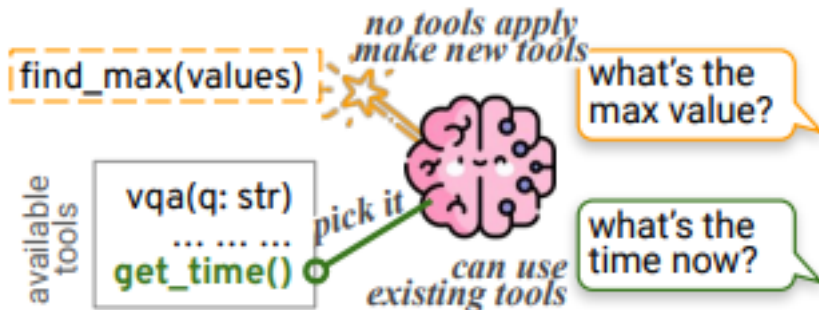 no tools apply
make new tools
find_max(values)
what's the
max value?
available
tools
vqa(q: str)
... ... ...
get_time()
pick it
can use
existing tools
what's the
time now?